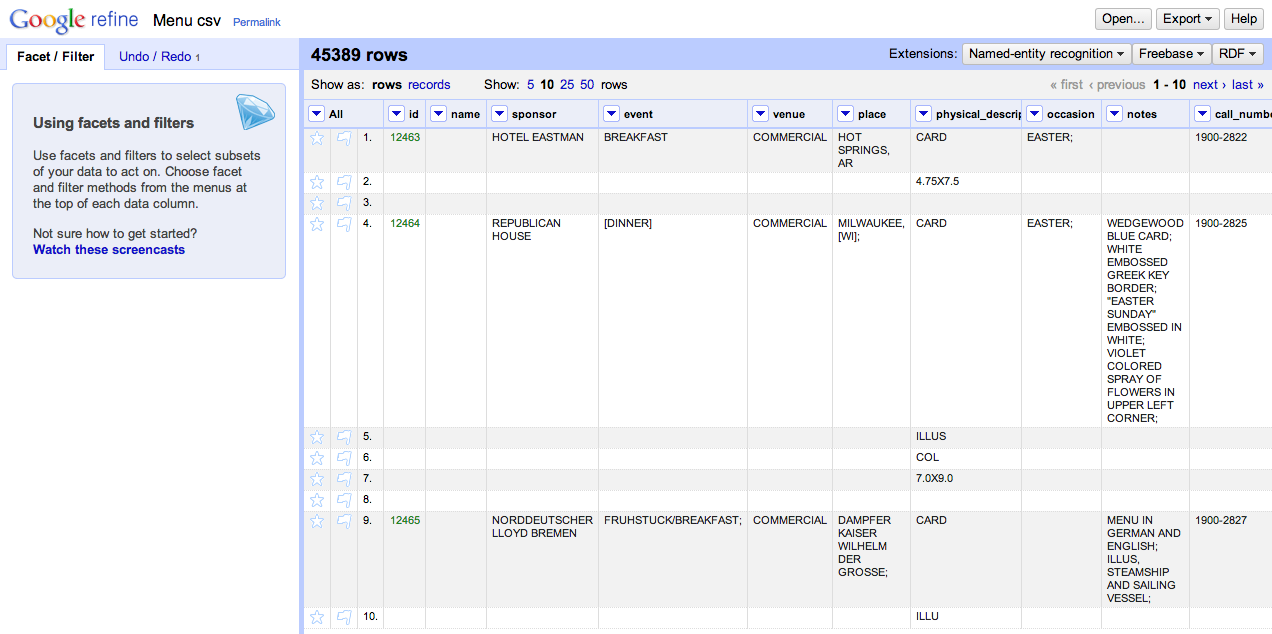 Google refine Menu csv Permalink Open... Export Help
Facet / Filter Undo / Redo 1
45389 rows Extensions: Named-entity recognition Freebase RDF
Show as: rows records Show: 5 10 25 50 rows « first ‹ previous 1 - 10 next › last »
Using facets and filters
Use facets and filters to select subsets
of your data to act on. Choose facet
and filter methods from the menus at
the top of each data column.
Not sure how to get started?
Watch these screencasts
All id name sponsor event venue place physical_descrip occasion notes call_numbe
1. 12463 HOTEL EASTMAN BREAKFAST COMMERCIAL HOT CARD EASTER; 1900-2822
SPRINGS,
AR
2. 4.75X7.5
3.
4. 12464 REPUBLICAN [DINNER] COMMERCIAL MILWAUKEE, CARD EASTER; WEDGEWOOD 1900-2825
HOUSE [WI]; BLUE CARD;
WHITE
EMBOSSED
GREEK KEY
BORDER;
"EASTER
SUNDAY"
EMBOSSED IN
WHITE;
VIOLET
COLORED
SPRAY OF
FLOWERS IN
UPPER LEFT
CORNER;
5. ILLUS
6. COL
7. 7.0X9.0
8.
9. 12465 NORDDEUTSCHER FRUHSTUCK/BREAKFAST; COMMERCIAL DAMPFER CARD MENU IN 1900-2827
LLOYD BREMEN KAISER GERMAN AND
WILHELM ENGLISH;
DER ILLUS,
GROSSE; STEAMSHIP
AND SAILING
VESSEL;
10. ILLU